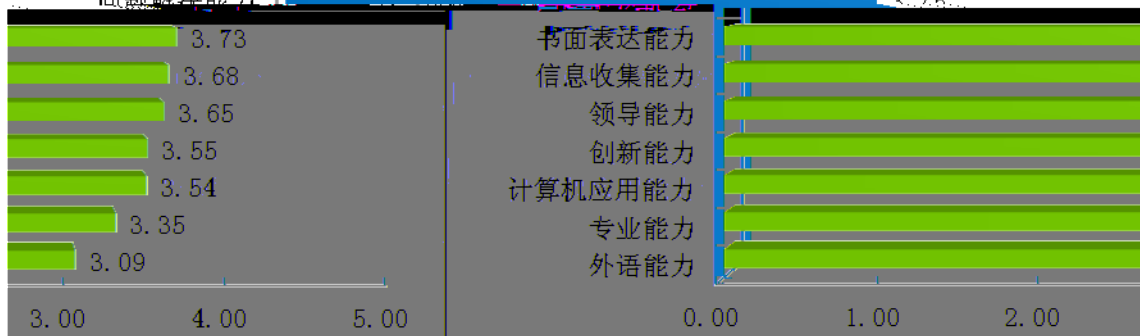 3.73
书面表达能力
3.68
信息收集能力
3.65
领导能力
3.55
创新能力
3.54
计算机应用能力
3.35
专业能力
3.09
外语能力
3.00 4.00 5.00
0.00 1.00 2.00